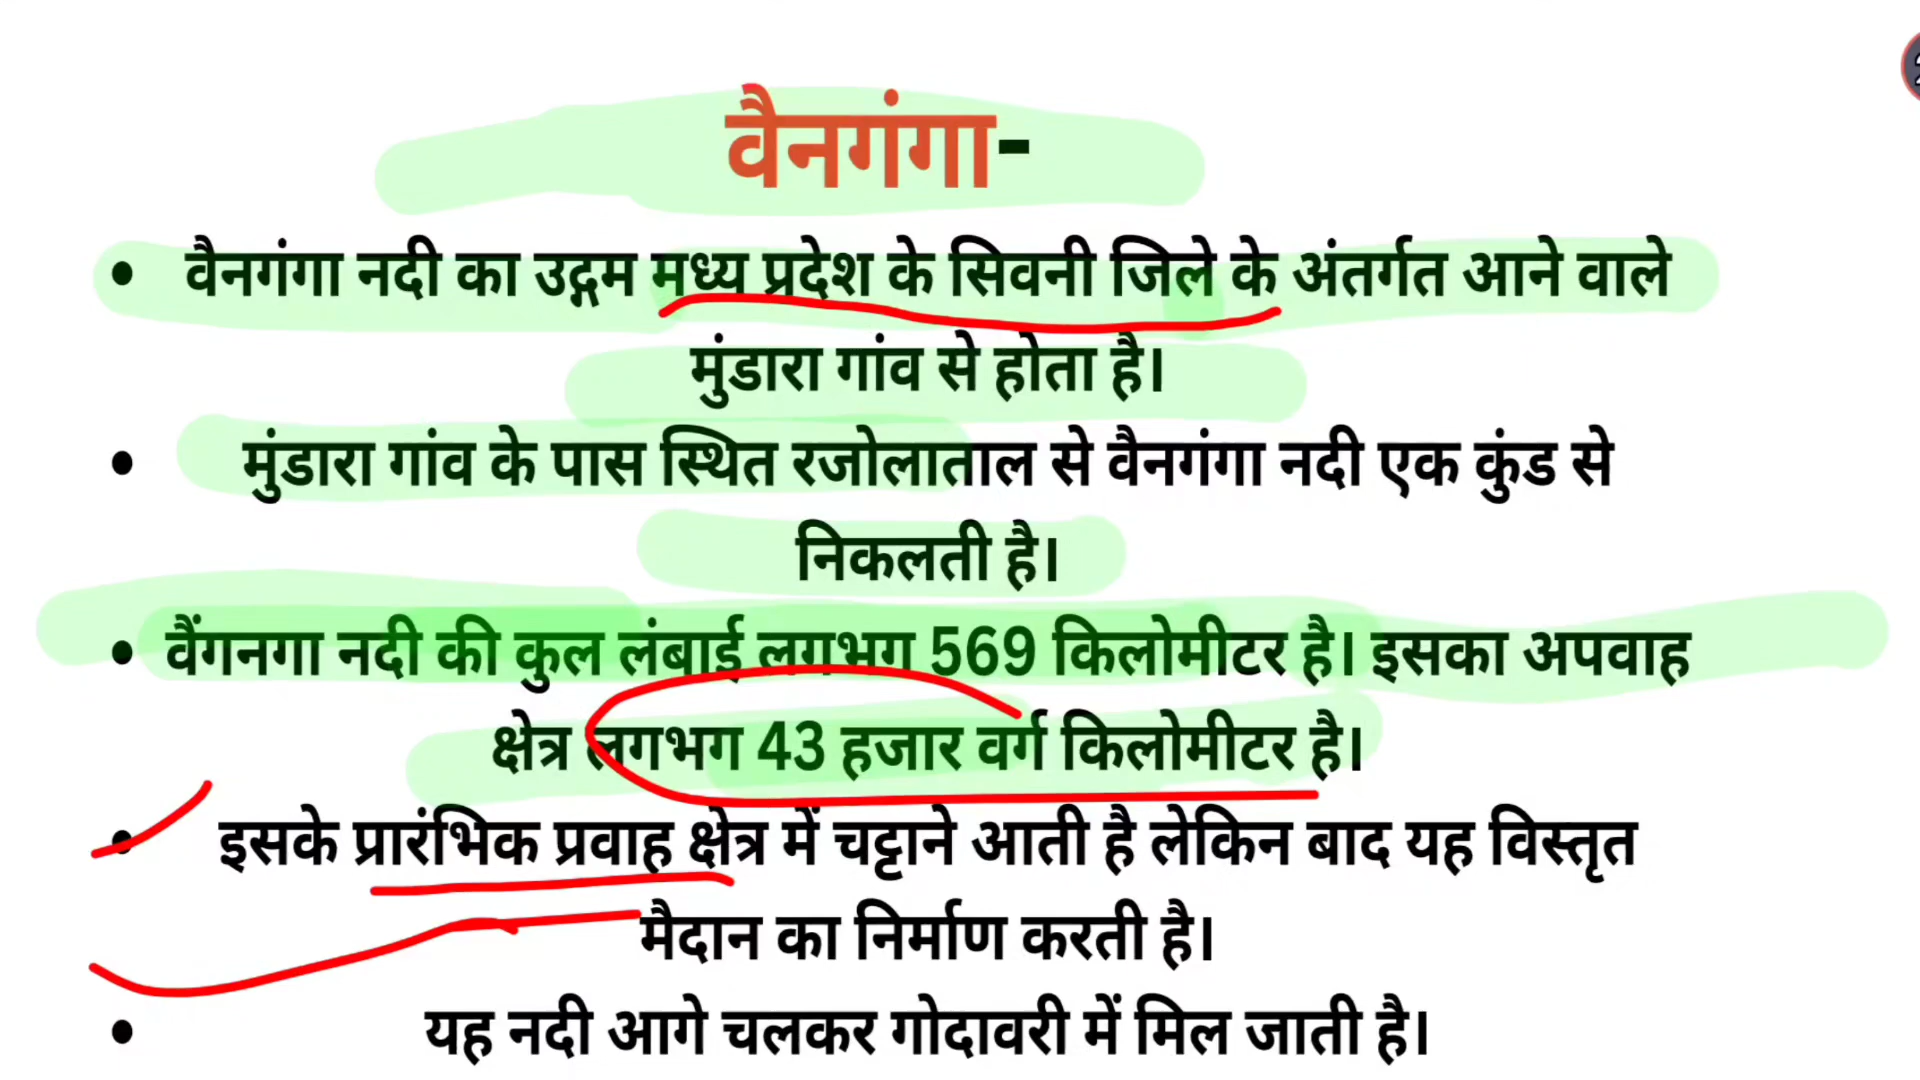 वैनगंगा-
• वैनगंगा नदी का उद्गम मध्य प्रदेश के सिवनी जिले के अंतर्गत आने वाले
मुंडारा गांव से होता है।
• मुंडारा गांव के पास स्थित रजोलाताल से वैनगंगा नदी एक कुंड से
निकलती है।
• वैंगनगा नदी की कुल लंबाई लगभग 569 किलोमीटर है। इसका अपवाह
क्षेत्र लगभग 43 हजार वर्ग किलोमीटर है।
• इसके प्रारंभिक प्रवाह क्षेत्र में चट्टाने आती है लेकिन बाद यह विस्तृत
मैदान का निर्माण करती है।
• यह नदी आगे चलकर गोदावरी में मिल जाती है।